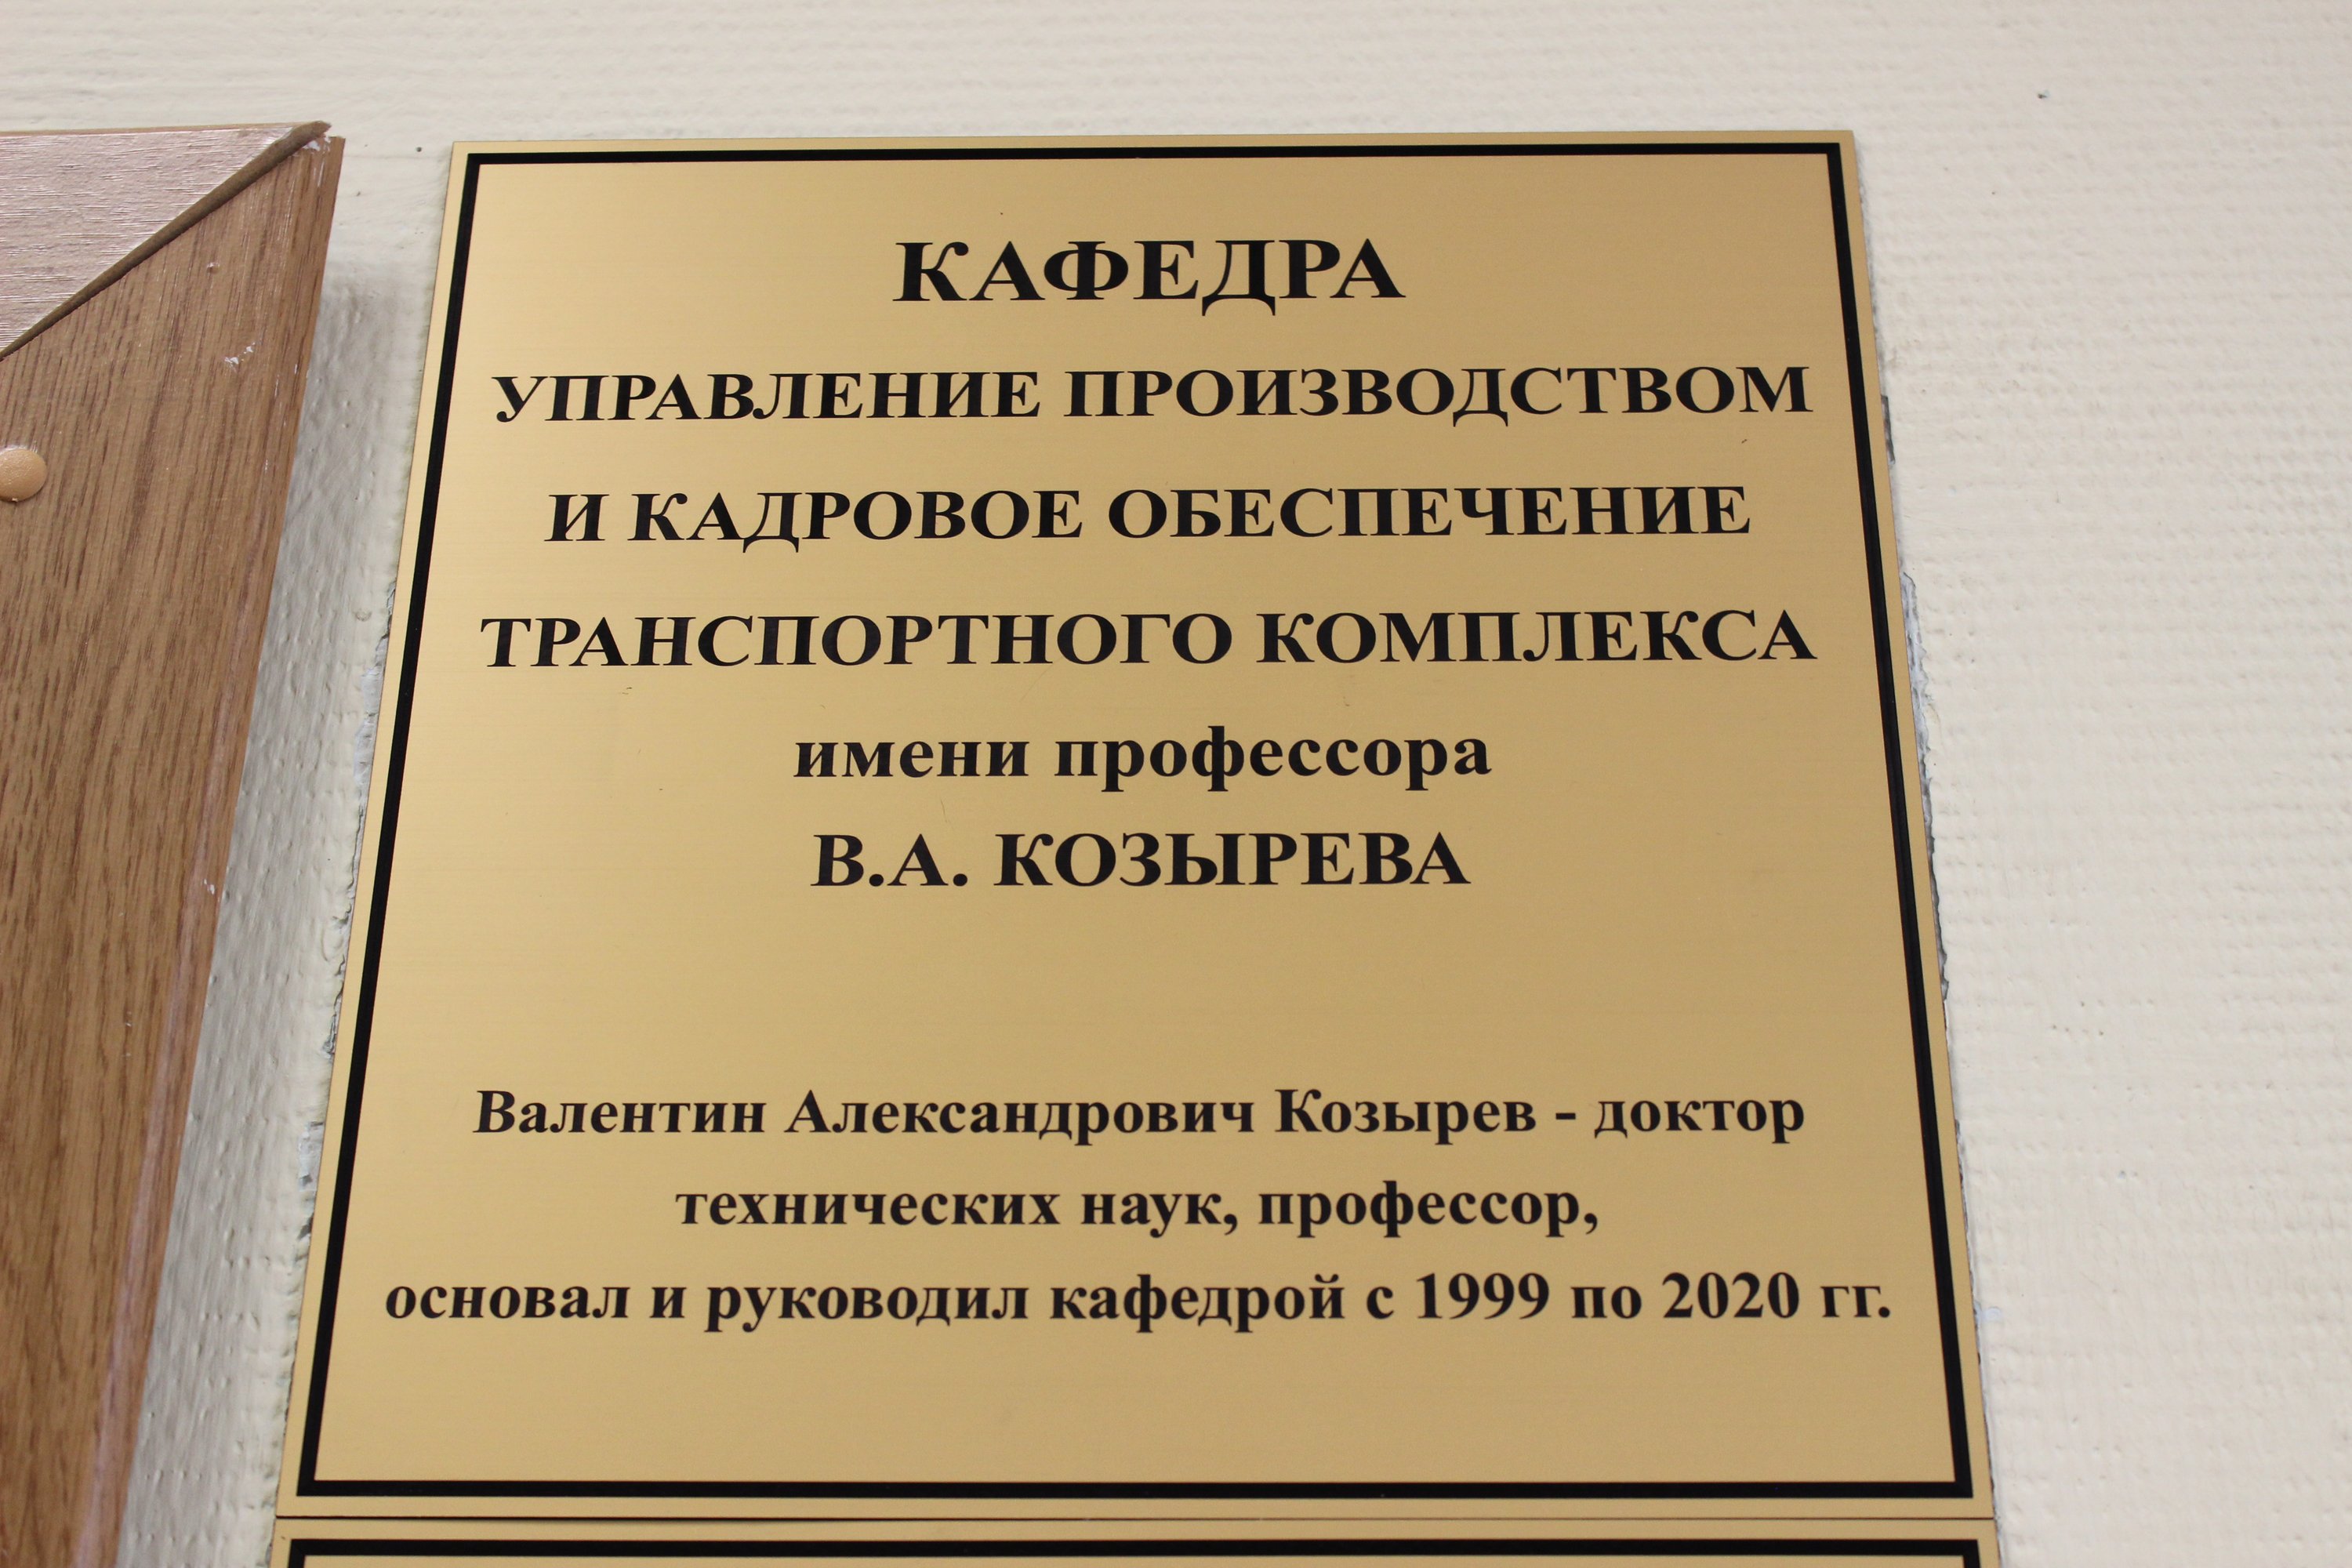 КАФЕДРА
УПРАВЛЕНИЕ ПРОИЗВОДСТВОМ
И КАДРОВОЕ ОБЕСПЕЧЕНИЕ
ТРАНСПОРТНОГО КОМПЛЕКСА
имени профессора
В.А. КОЗЫРЕВА
Валентин Александрович Козырев - доктор
технических наук, профессор,
основал и руководил кафедрой с 1999 по 2020 гг.